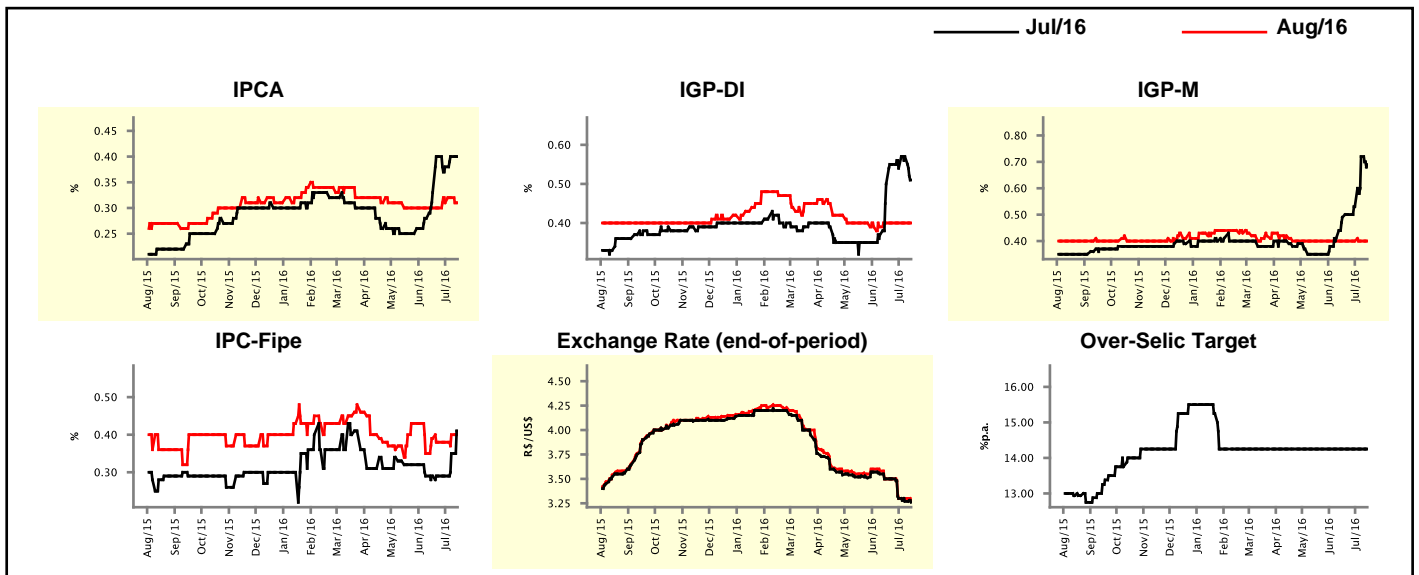 Jul/16 Aug/16
IPCA IGP-DI IGP-M
%
0.45
0.40
0.35
0.30
0.25
Aug/15 Sep/15 Oct/15 Nov/15 Dec/15 Jan/16 Feb/16 Mar/16 Apr/16 May/16 Jun/16 Jul/16
%
0.60
0.50
0.40
Aug/15 Sep/15 Oct/15 Nov/15 Dec/15 Jan/16 Feb/16 Mar/16 Apr/16 May/16 Jun/16 Jul/16
%
0.80
0.70
0.60
0.50
0.40
Aug/15 Sep/15 Oct/15 Nov/15 Dec/15 Jan/16 Feb/16 Mar/16 Apr/16 May/16 Jun/16 Jul/16
IPC-Fipe Exchange Rate (end-of-period) Over-Selic Target
%
0.50
0.40
0.30
Aug/15 Sep/15 Oct/15 Nov/15 Dec/15 Jan/16 Feb/16 Mar/16 Apr/16 May/16 Jun/16 Jul/16
R$/US$
4.50
4.25
4.00
3.75
3.50
3.25
Aug/15 Sep/15 Oct/15 Nov/15 Dec/15 Jan/16 Feb/16 Mar/16 Apr/16 May/16 Jun/16 Jul/16
%p.a.
16.00
15.00
14.00
13.00
Aug/15 Sep/15 Oct/15 Nov/15 Dec/15 Jan/16 Feb/16 Mar/16 Apr/16 May/16 Jun/16 Jul/16